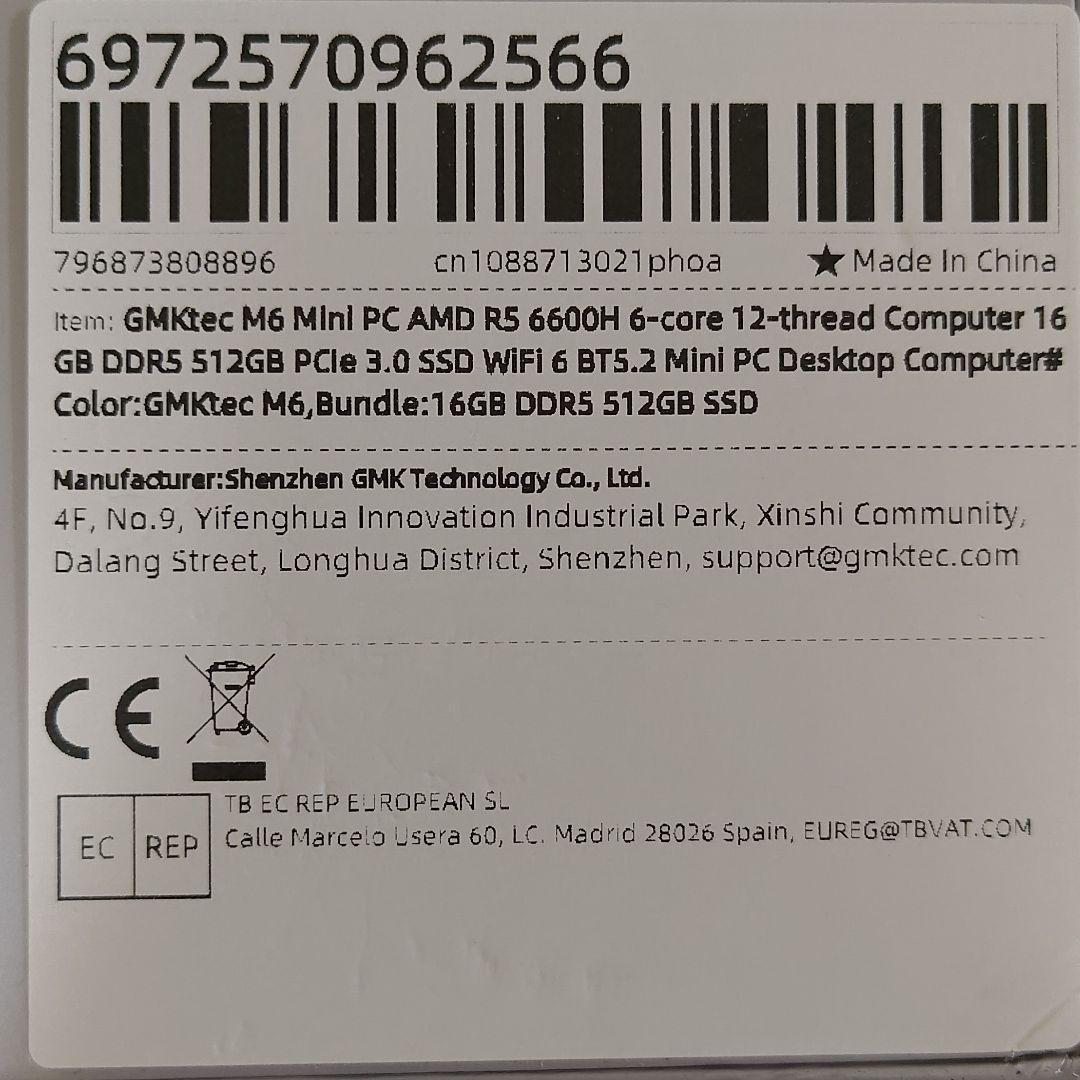 6972570962566
796873808896 cn1088713021phoa ★Made In China
Item: GMKtec M6 Mini PC AMD R5 6600H 6-core 12-thread Computer 16
GB DDR5 512GB PCIe 3.0 SSD WiFi 6 BT5.2 Mini PC Desktop Computer#
Color:GMKtec M6,Bundle:16GB DDR5 512GB SSD
Manufacturer:Shenzhen GMK Technology Co., Ltd.
4F, No.9, Yifenghua Innovation Industrial Park, Xinshi Community,
Dalang Street, Longhua District, Shenzhen, support@gmktec.com
CE
EC REP
TB EC REP EUROPEAN SL
Calle Marcelo Usera 60, LC. Madrid 28026 Spain, EUREG@TBVAT.COM